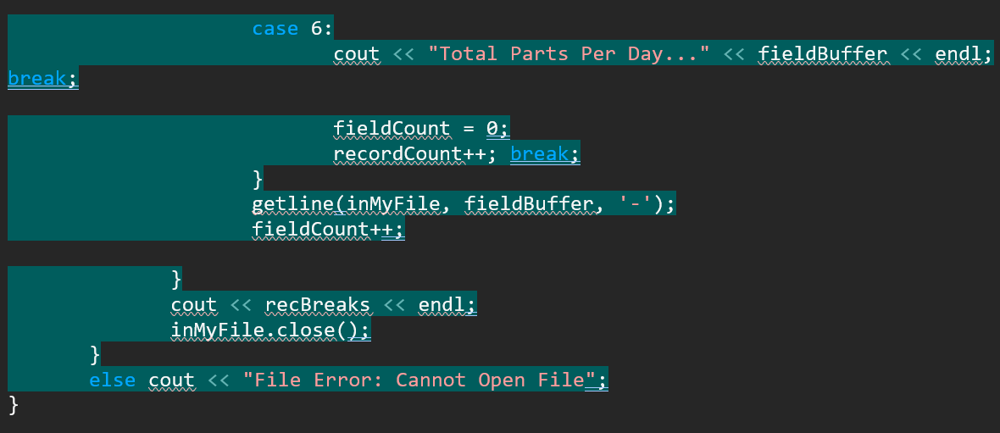 case 6:
cout << "Total Parts Per Day..." << fieldBuffer << endl;
break;
fieldCount = 0;
recordCount++; break;
}
getline(inMyFile, fieldBuffer, '-');
fieldCount++;
}
cout << recBreaks << endl;
inMyFile.close();
}
else cout << "File Error: Cannot Open File";
}